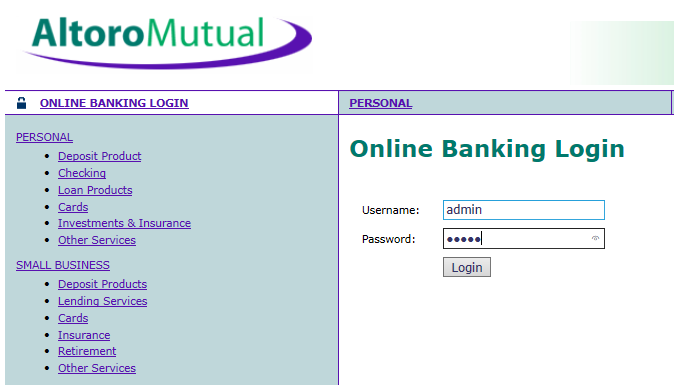 AltoroMutual
ONLINE BANKING LOGIN
PERSONAL
PERSONAL
Deposit Product
Checking
Loan Products
Cards
Investments & Insurance
Other Services
SMALL BUSINESS
Deposit Products
Lending Services
Cards
Insurance
Retirement
Other Services
Online Banking Login
Username: admin
Password: ●●●●●
Login